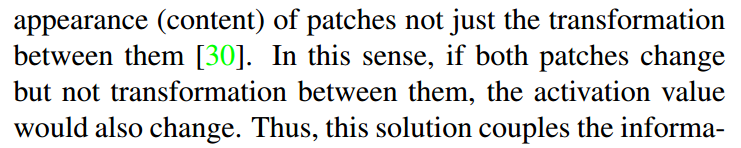 appearance (content) of patches not just the transformation
between them [30]. In this sense, if both patches change
but not transformation between them, the activation value
would also change. Thus, this solution couples the informa-